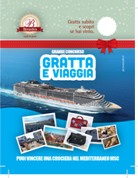 Gratta subito
e scopri
se hai vinto.
GRANDE CONCORSO
GRATTA
E VIAGGIA
PUOI VINCERE UNA CROCIERA NEL MEDITERRANEO MSC